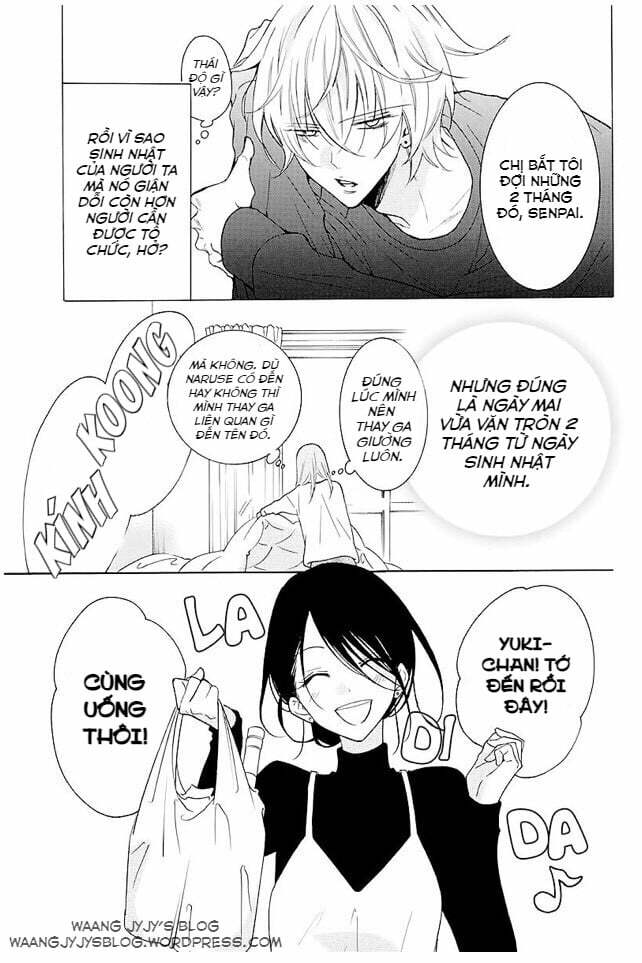 CHỊ BẮT TÔI
ĐỢI NHỮNG
2 THÁNG
ĐÓ, SENPAI.
THÁI
ĐỘ GÌ
VẬY?
RỒI VÌ SAO
SINH NHẬT
CỦA NGƯỜI TA
MÀ NÓ GIẬN
DỖI CÒN HƠN
NGƯỜI CẦN
ĐƯỢC TỔ
CHỨC, HỞ?
NHƯNG ĐÚNG
LÀ NGÀY MAI
VỪA VẶN TRÒN 2
THÁNG TỪ NGÀY
SINH NHẬT
MÌNH.
ĐÚNG
LÚC MÌNH
NÊN
THAY GA
GIƯỜNG
LUÔN.
MÀ KHÔNG. DÙ
NARUSE CÓ ĐẾN
HAY KHÔNG THÌ
MÌNH THAY GA
LIÊN QUAN GÌ
ĐẾN TÊN ĐÓ.
KÍNH
KOONG
YUKI-
CHAN! TỚ
ĐẾN RỒI
ĐÂY!
LA
DI
DA
CÙNG
UỐNG
THÔI!
WAANG JYJY'S BLOG
WAANGJYJYSBLOG.WORDPRESS.COM